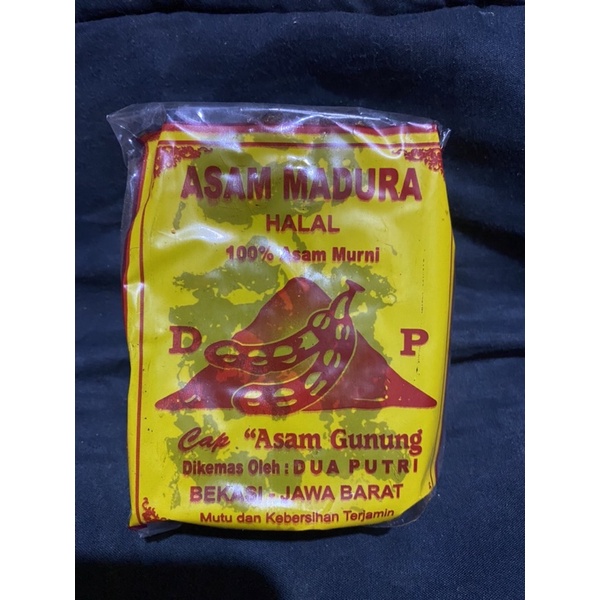 ASAM MADURA
HALAL
100% Asam Murni
D P
Cap "Asam Gunung
Dikemas Oleh : DUA PUTRI
BEKASI - JAWA BARAT
Mutu dan Kebersihan Terjamin